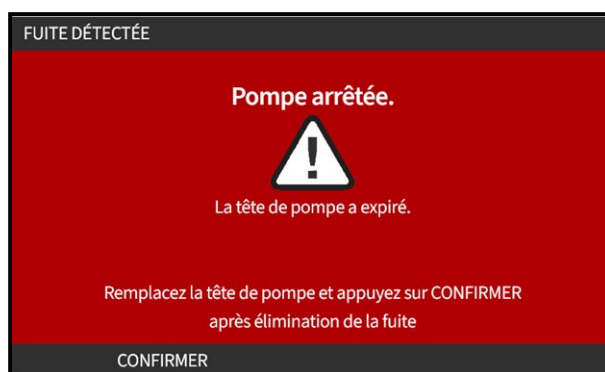 FUITE DÉTECTÉE
Pompe arrêtée.
!
La tête de pompe a expiré.
Remplacez la tête de pompe et appuyez sur CONFIRMER
après élimination de la fuite
CONFIRMER